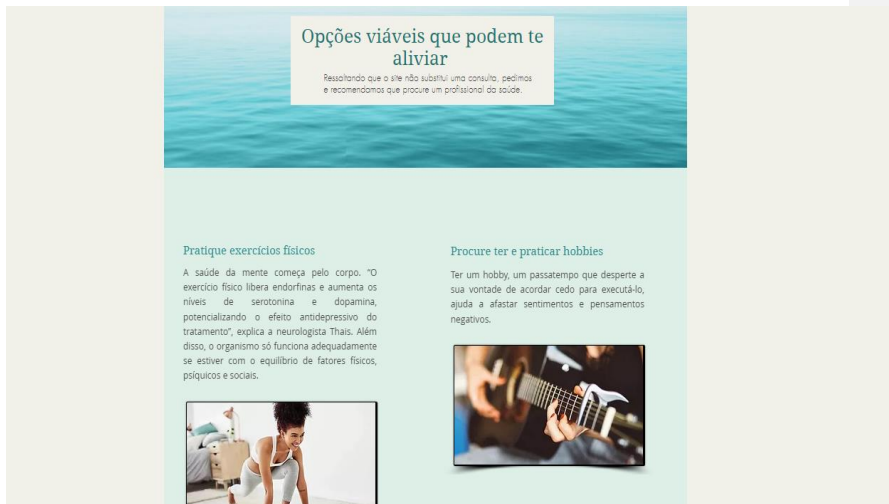 Opções viáveis que podem te
aliviar
Ressaltando que o site não substitui uma consulta, pedimos
e recomendamos que procure um profissional da saúde.
Pratique exercícios físicos
A saúde da mente começa pelo corpo. “O
exercício físico libera endorfinas e aumenta os
níveis de serotonina e dopamina,
potencializando o efeito antidepressivo do
tratamento”, explica a neurologista Thais. Além
disso, o organismo só funciona adequadamente
se estiver com o equilíbrio de fatores físicos,
psíquicos e sociais.
Procure ter e praticar hobbies
Ter um hobby, um passatempo que desperte a
sua vontade de acordar cedo para executá-lo,
ajuda a afastar sentimentos e pensamentos
negativos.